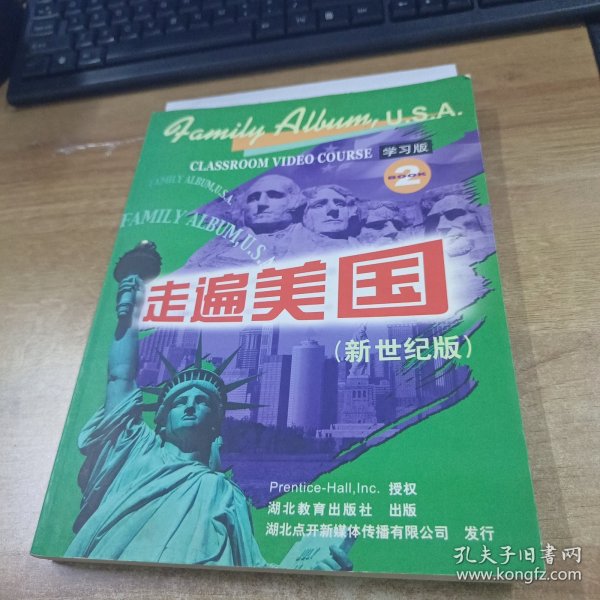 Family Album, U.S.A.
CLASSROOM VIDEO COURSE 学习版
2
BOOK
FAMILY ALBUM,U.S.A.
FAMILY ALBUM,U.S.A
走遍美国
(新世纪版)
Prentice-Hall,Inc. 授权
湖北教育出版社 出版
湖北点开新媒体传播有限公司 发行
孔夫子旧书网
www.kongfz.com